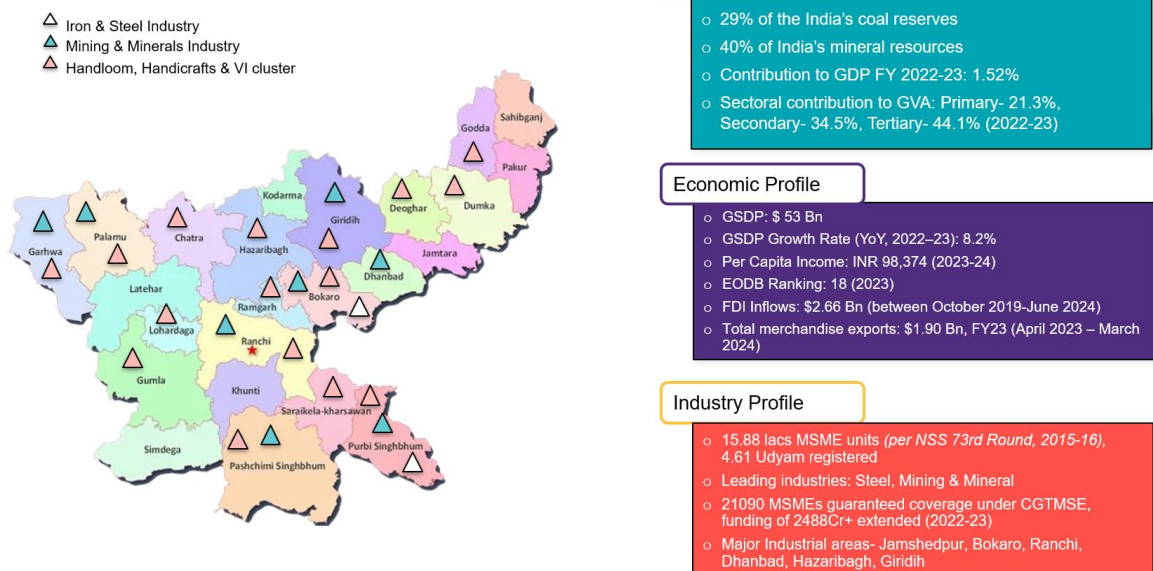 Iron & Steel Industry
Mining & Minerals Industry
Handloom, Handicrafts & VI cluster
Sahibganj
Godda
Pakur
Kodarma
Giridih
Deoghar
Dumka
Garhwa
Palamu
Chatra
Hazaribagh
Jamtara
Dhanbad
Latehar
Ramgarh
Bokaro
Lohardaga
Ranchi
Gumla
Khunti
Saraikela-kharsawan
Simdega
Pashchimi Singhbhum
Purbi Singhbhum
o 29% of the India's coal reserves
o 40% of India's mineral resources
o Contribution to GDP FY 2022-23: 1.52%
o Sectoral contribution to GVA: Primary- 21.3%,
Secondary- 34.5%, Tertiary- 44.1% (2022-23)
Economic Profile
o GSDP: $ 53 Bn
o GSDP Growth Rate (YoY, 2022–23): 8.2%
o Per Capita Income: INR 98,374 (2023-24)
o EODB Ranking: 18 (2023)
o FDI Inflows: $2.66 Bn (between October 2019-June 2024)
o Total merchandise exports: $1.90 Bn, FY23 (April 2023 – March
2024)
Industry Profile
o 15.88 lacs MSME units (per NSS 73rd Round, 2015-16),
4.61 Udyam registered
o Leading industries: Steel, Mining & Mineral
o 21090 MSMEs guaranteed coverage under CGTMSE,
funding of 2488Cr+ extended (2022-23)
o Major Industrial areas- Jamshedpur, Bokaro, Ranchi,
Dhanbad, Hazaribagh, Giridih